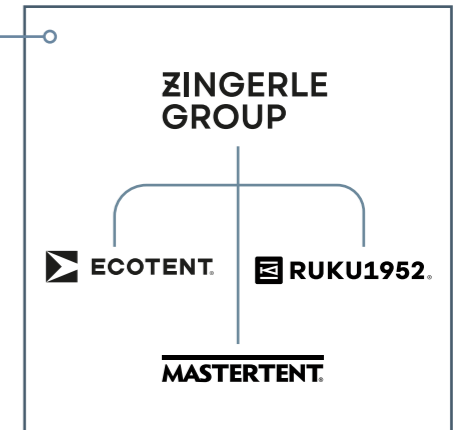 ZINGERLE
GROUP
ECOTENT®
RUKU1952®
MASTERTENT®